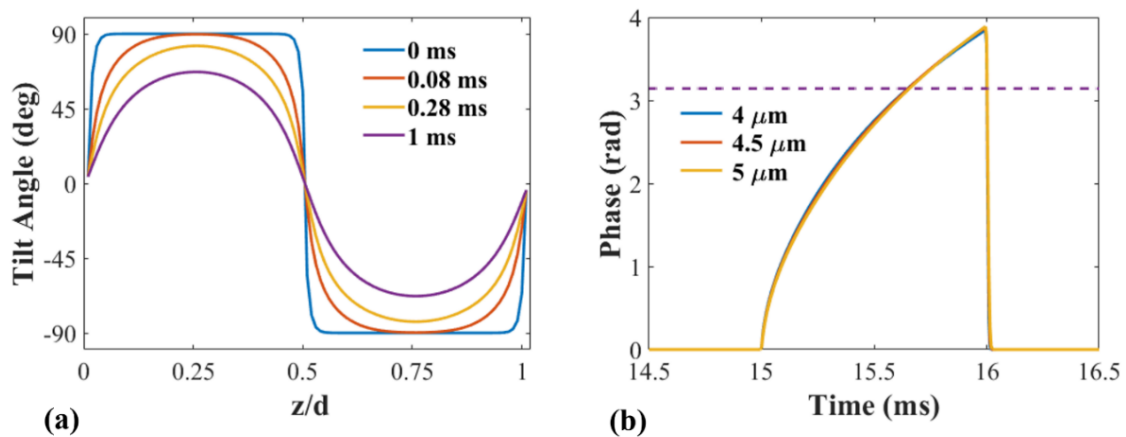 90
45
0
-45
-90
Tilt Angle (deg)
0 ms
0.08 ms
0.28 ms
1 ms
0 0.25 0.5 0.75 1
z/d
(a)
4
3
2
1
0
Phase (rad)
4 μm
4.5 μm
5 μm
14.5 15 15.5 16 16.5
Time (ms)
(b)